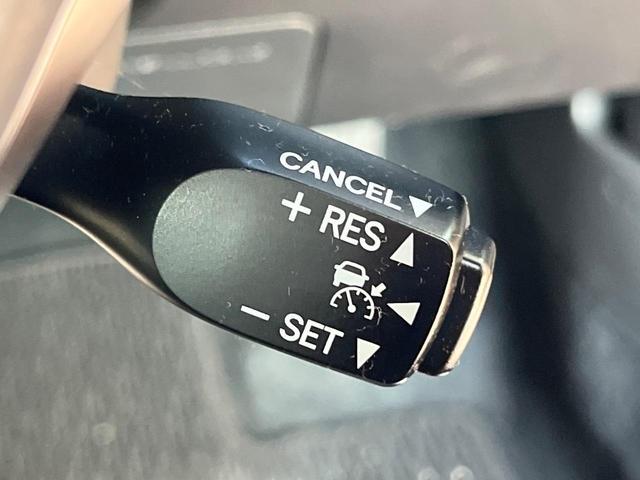 CANCEL▼
+ RES ▲
- SET ▼